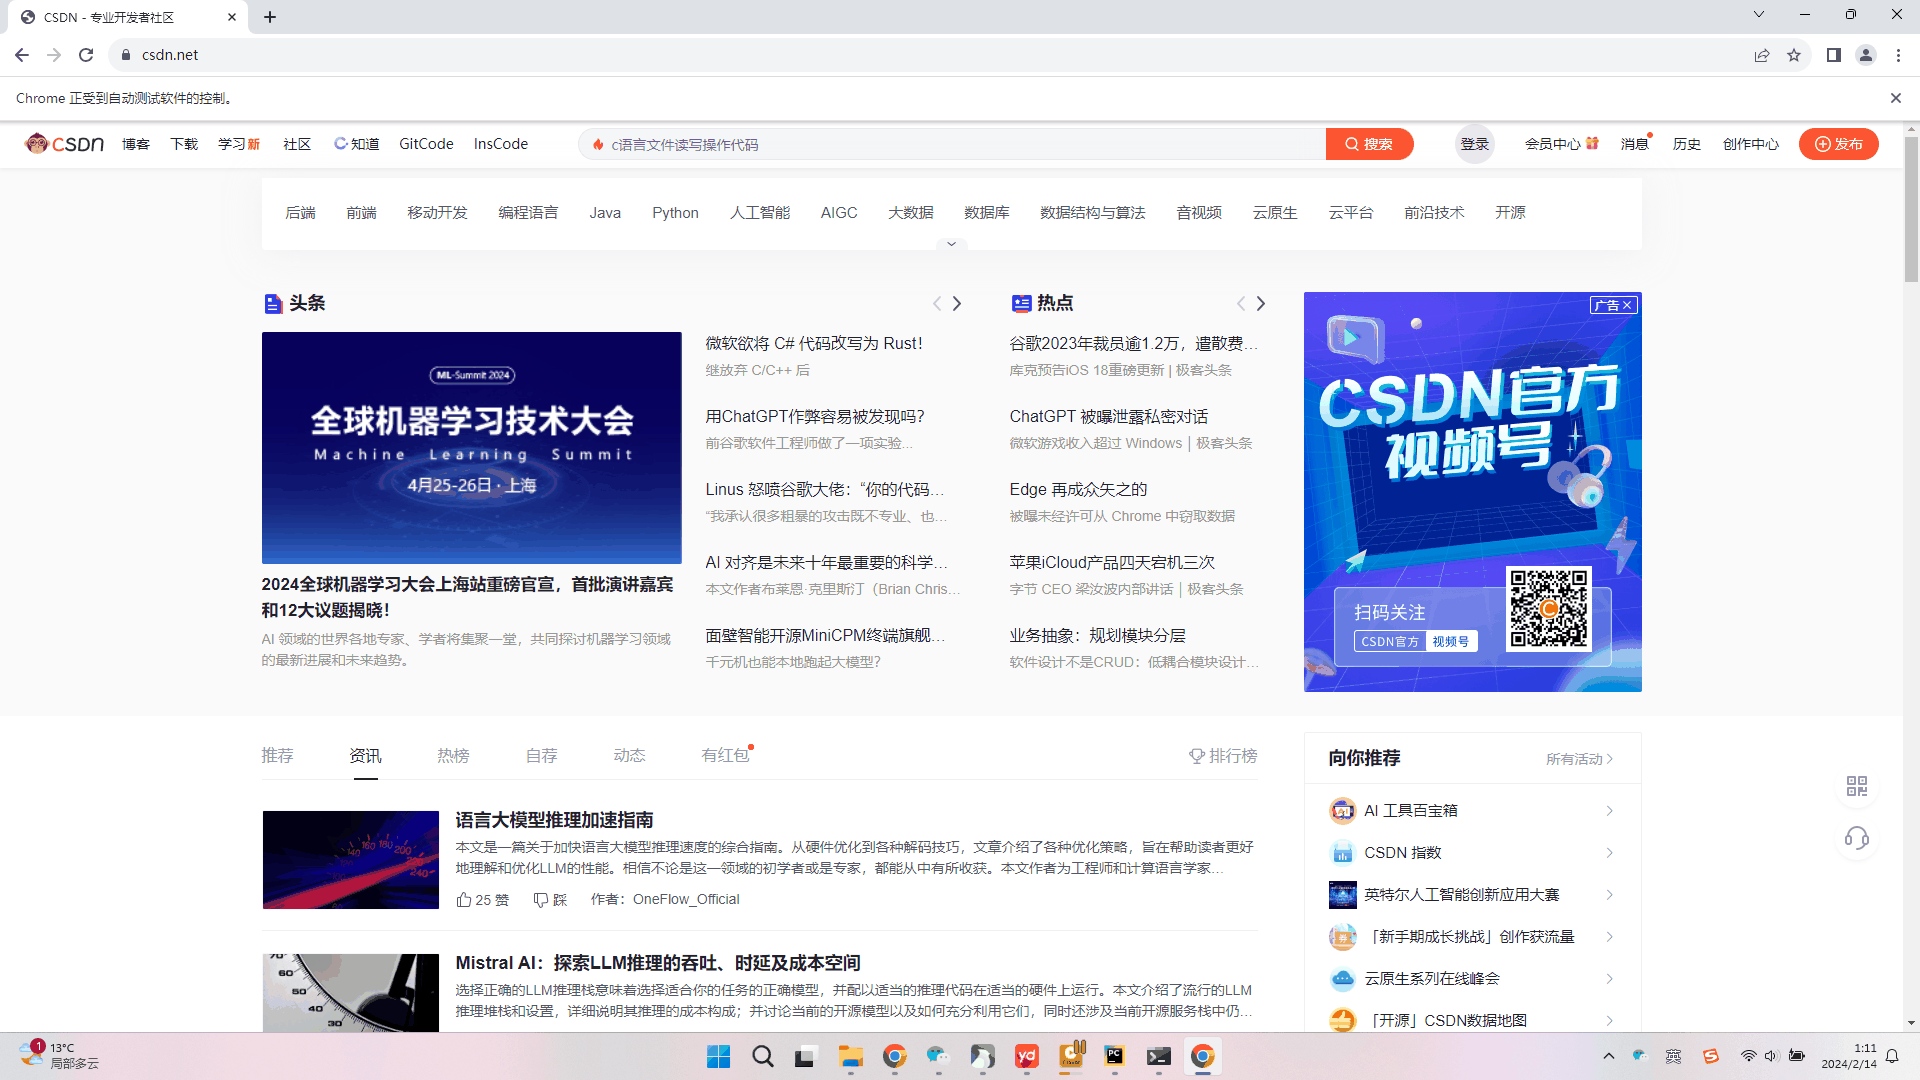 CSDN - 专业开发者社区
csdn.net
Chrome 正受到自动测试软件的控制。
CSDN 博客 下载 学习新 社区 C知道 GitCode InsCode c语言文件读写操作代码 搜索 登录 会员中心 消息 历史 创作中心 发布
后端 前端 移动开发 编程语言 Java Python 人工智能 AIGC 大数据 数据库 数据结构与算法 音视频 云原生 云平台 前沿技术 开源
头条
ML-Summit 2024
全球机器学习技术大会
Machine Learning Summit
4月25-26日·上海
2024全球机器学习大会上海站重磅官宣，首批演讲嘉宾
和12大议题揭晓！
AI 领域的世界各地专家、学者将集聚一堂，共同探讨机器学习领域
的最新进展和未来趋势。
微软欲将 C# 代码改写为 Rust！
继放弃 C/C++ 后
用ChatGPT作弊容易被发现吗？
前谷歌软件工程师做了一项实验...
Linus 怒喷谷歌大佬：“你的代码…
“我承认很多粗暴的攻击既不专业、也…
AI 对齐是未来十年最重要的科学…
本文作者布莱恩·克里斯汀（Brian Chris…
面壁智能开源MiniCPM终端旗舰…
千元机也能本地跑起大模型？
热点
谷歌2023年裁员逾1.2万，遣散费…
库克预告iOS 18重磅更新 | 极客头条
ChatGPT 被曝泄露私密对话
微软游戏收入超过 Windows｜极客头条
Edge 再成众矢之的
被曝未经许可从 Chrome 中窃取数据
苹果iCloud产品四天宕机三次
字节 CEO 梁汝波内部讲话｜极客头条
业务抽象：规划模块分层
软件设计不是CRUD：低耦合模块设计…
广告
CSDN官方
视频号
扫码关注
CSDN官方 视频号
C
推荐 资讯 热榜 自荐 动态 有红包 排行榜
140 160 180 200
220
240
语言大模型推理加速指南
本文是一篇关于加快语言大模型推理速度的综合指南。从硬件优化到各种解码技巧，文章介绍了各种优化策略，旨在帮助读者更好
地理解和优化LLM的性能。相信不论是这一领域的初学者或是专家，都能从中有所收获。本文作者为工程师和计算语言学家…
25 赞 踩 作者：OneFlow_Official
70
60
50
40
30
Mistral AI：探索LLM推理的吞吐、时延及成本空间
选择正确的LLM推理栈意味着选择适合你的任务的正确模型，并配以适当的推理代码在适当的硬件上运行。本文介绍了流行的LLM
推理堆栈和设置，详细说明其推理的成本构成；并讨论当前的开源模型以及如何充分利用它们，同时还涉及当前开源服务栈中仍…
向你推荐 所有活动
AI 工具百宝箱
CSDN 指数
英特尔人工智能创新应用大赛
「新手期成长挑战」创作获流量
云原生系列在线峰会
「开源」CSDN数据地图
1
13°C
局部多云
yd
PC
英
1:11
2024/2/14